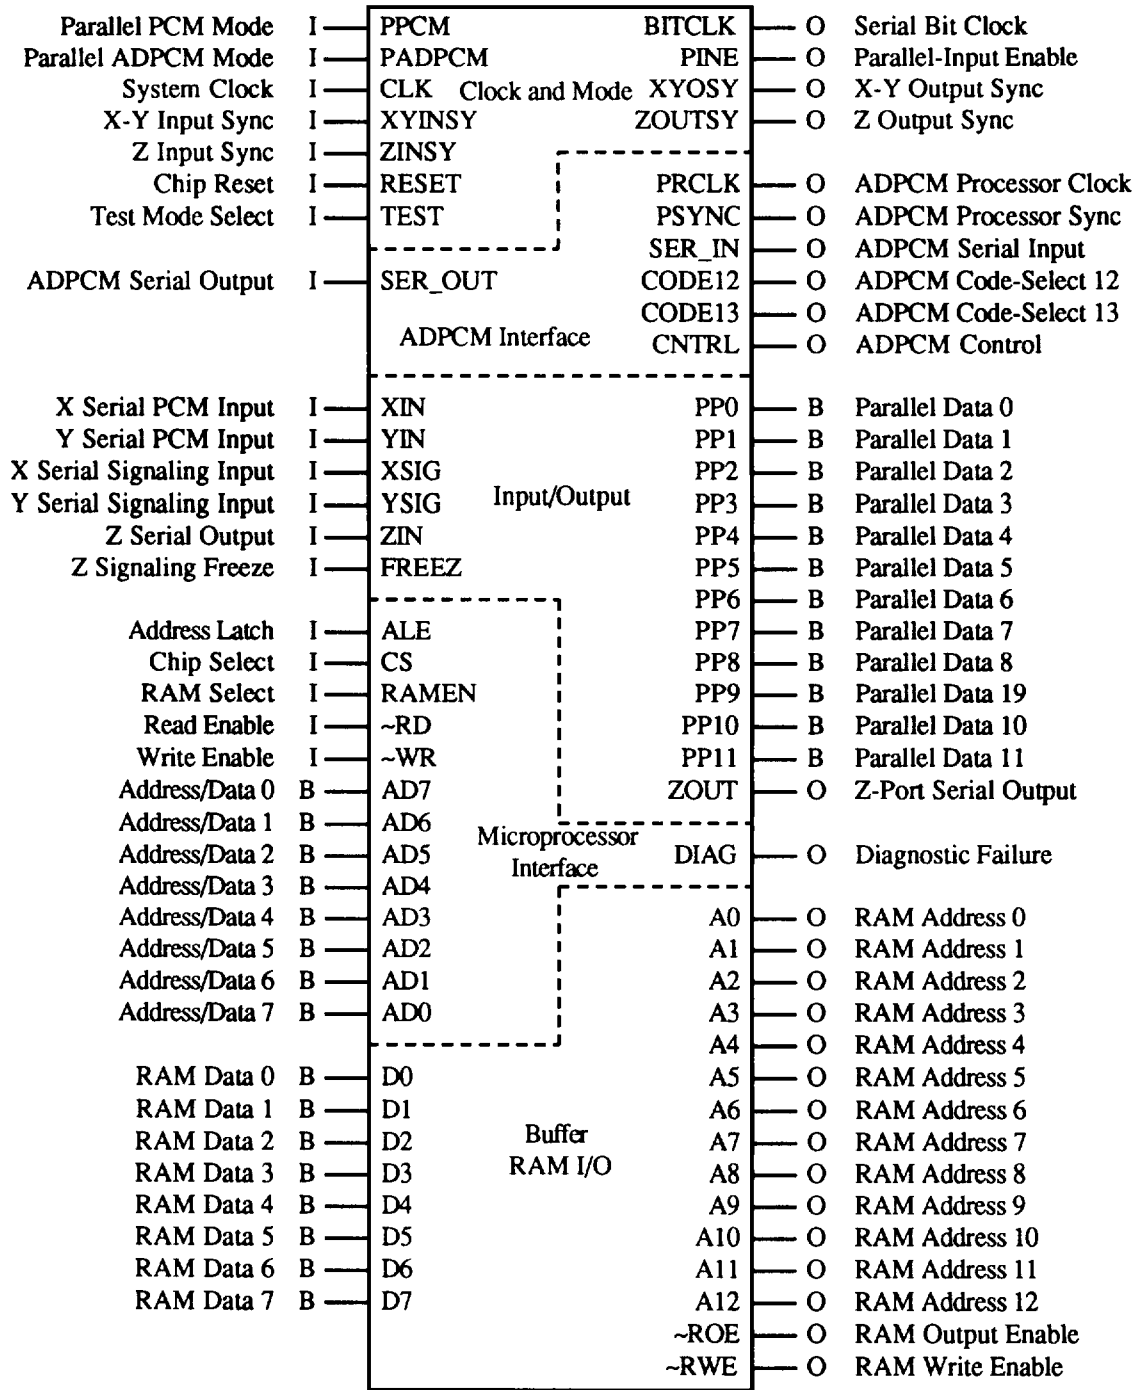 Parallel PCM Mode I PPCM BITCLK O Serial Bit Clock
Parallel ADPCM Mode I PADPCM PINE O Parallel-Input Enable
System Clock I CLK Clock and Mode XYOSY O X-Y Output Sync
X-Y Input Sync I XYINSY ZOUTSY O Z Output Sync
Z Input Sync I ZINSY
Chip Reset I RESET PRCLK O ADPCM Processor Clock
Test Mode Select I TEST PSYNC O ADPCM Processor Sync
SER_IN O ADPCM Serial Input
ADPCM Serial Output I SER_OUT CODE12 O ADPCM Code-Select 12
CODE13 O ADPCM Code-Select 13
ADPCM Interface CNTRL O ADPCM Control
X Serial PCM Input I XIN PP0 B Parallel Data 0
Y Serial PCM Input I YIN PP1 B Parallel Data 1
X Serial Signaling Input I XSIG PP2 B Parallel Data 2
Y Serial Signaling Input I YSIG Input/Output PP3 B Parallel Data 3
Z Serial Output I ZIN PP4 B Parallel Data 4
Z Signaling Freeze I FREEZ PP5 B Parallel Data 5
PP6 B Parallel Data 6
Address Latch I ALE PP7 B Parallel Data 7
Chip Select I CS PP8 B Parallel Data 8
RAM Select I RAMEN PP9 B Parallel Data 19
Read Enable I ~RD PP10 B Parallel Data 10
Write Enable I ~WR PP11 B Parallel Data 11
Address/Data 0 B AD7 ZOUT O Z-Port Serial Output
Address/Data 1 B AD6
Microprocessor
Address/Data 2 B AD5 DIAG O Diagnostic Failure
Interface
Address/Data 3 B AD4
Address/Data 4 B AD3 A0 O RAM Address 0
Address/Data 5 B AD2 A1 O RAM Address 1
Address/Data 6 B AD1 A2 O RAM Address 2
Address/Data 7 B AD0 A3 O RAM Address 3
A4 O RAM Address 4
RAM Data 0 B D0 A5 O RAM Address 5
RAM Data 1 B D1 A6 O RAM Address 6
RAM Data 2 B D2 Buffer A7 O RAM Address 7
RAM Data 3 B D3 RAM I/O A8 O RAM Address 8
RAM Data 4 B D4 A9 O RAM Address 9
RAM Data 5 B D5 A10 O RAM Address 10
RAM Data 6 B D6 A11 O RAM Address 11
RAM Data 7 B D7 A12 O RAM Address 12
~ROE O RAM Output Enable
~RWE O RAM Write Enable